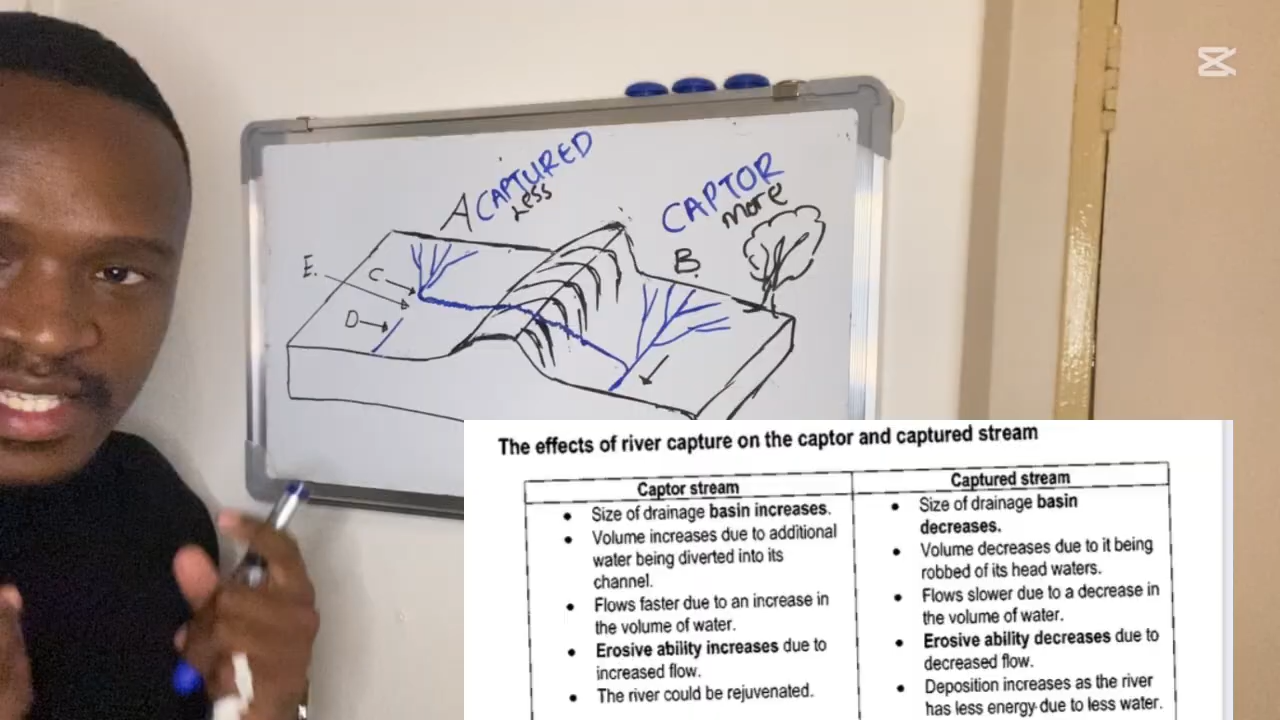 A CAPTURED
Less
CAPTOR
more
B.
E.
C
D
The effects of river capture on the captor and captured stream
Captor stream
• Size of drainage basin increases.
• Volume increases due to additional
water being diverted into its
channel.
• Flows faster due to an increase in
the volume of water.
• Erosive ability increases due to
increased flow.
• The river could be rejuvenated.
Captured stream
• Size of drainage basin
decreases.
• Volume decreases due to it being
robbed of its head waters.
• Flows slower due to a decrease in
the volume of water.
• Erosive ability decreases due to
decreased flow.
• Deposition increases as the river
has less energy due to less water.